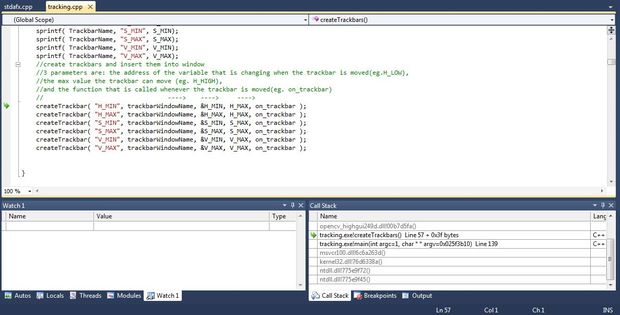 stdafx.cpp tracking.cpp
(Global Scope) createTrackbars()
sprintf( TrackbarName, "S_MIN", S_MIN);
sprintf( TrackbarName, "S_MAX", S_MAX);
sprintf( TrackbarName, "V_MIN", V_MIN);
sprintf( TrackbarName, "V_MAX", V_MAX);
//create trackbars and insert them into window
//3 parameters are: the address of the variable that is changing when the trackbar is moved(eg.H_LOW),
//the max value the trackbar can move (eg. H_HIGH),
//and the function that is called whenever the trackbar is moved(eg. on_trackbar)
// ----> ----> ---->
createTrackbar( "H_MIN", trackbarWindowName, &H_MIN, H_MAX, on_trackbar );
createTrackbar( "H_MAX", trackbarWindowName, &H_MAX, H_MAX, on_trackbar );
createTrackbar( "S_MIN", trackbarWindowName, &S_MIN, S_MAX, on_trackbar );
createTrackbar( "S_MAX", trackbarWindowName, &S_MAX, S_MAX, on_trackbar );
createTrackbar( "V_MIN", trackbarWindowName, &V_MIN, V_MAX, on_trackbar );
createTrackbar( "V_MAX", trackbarWindowName, &V_MAX, V_MAX, on_trackbar );
}
100 %
Watch 1
Name Value Type
Call Stack
Name Lang
opencv_highgui249d.dll!00b7d5fa()
tracking.exe!createTrackbars() Line 57 + 0x3f bytes C++
tracking.exe!main(int argc=1, char * * argv=0x025f3b10) Line 139 C++
msvcr100.dll!6c6a263d()
kernel32.dll!76d6338a()
ntdll.dll!775e9f72()
ntdll.dll!775e9f45()
Autos Locals Threads Modules Watch 1
Call Stack Breakpoints Output
Ln 57 Col 1 Ch 1 INS